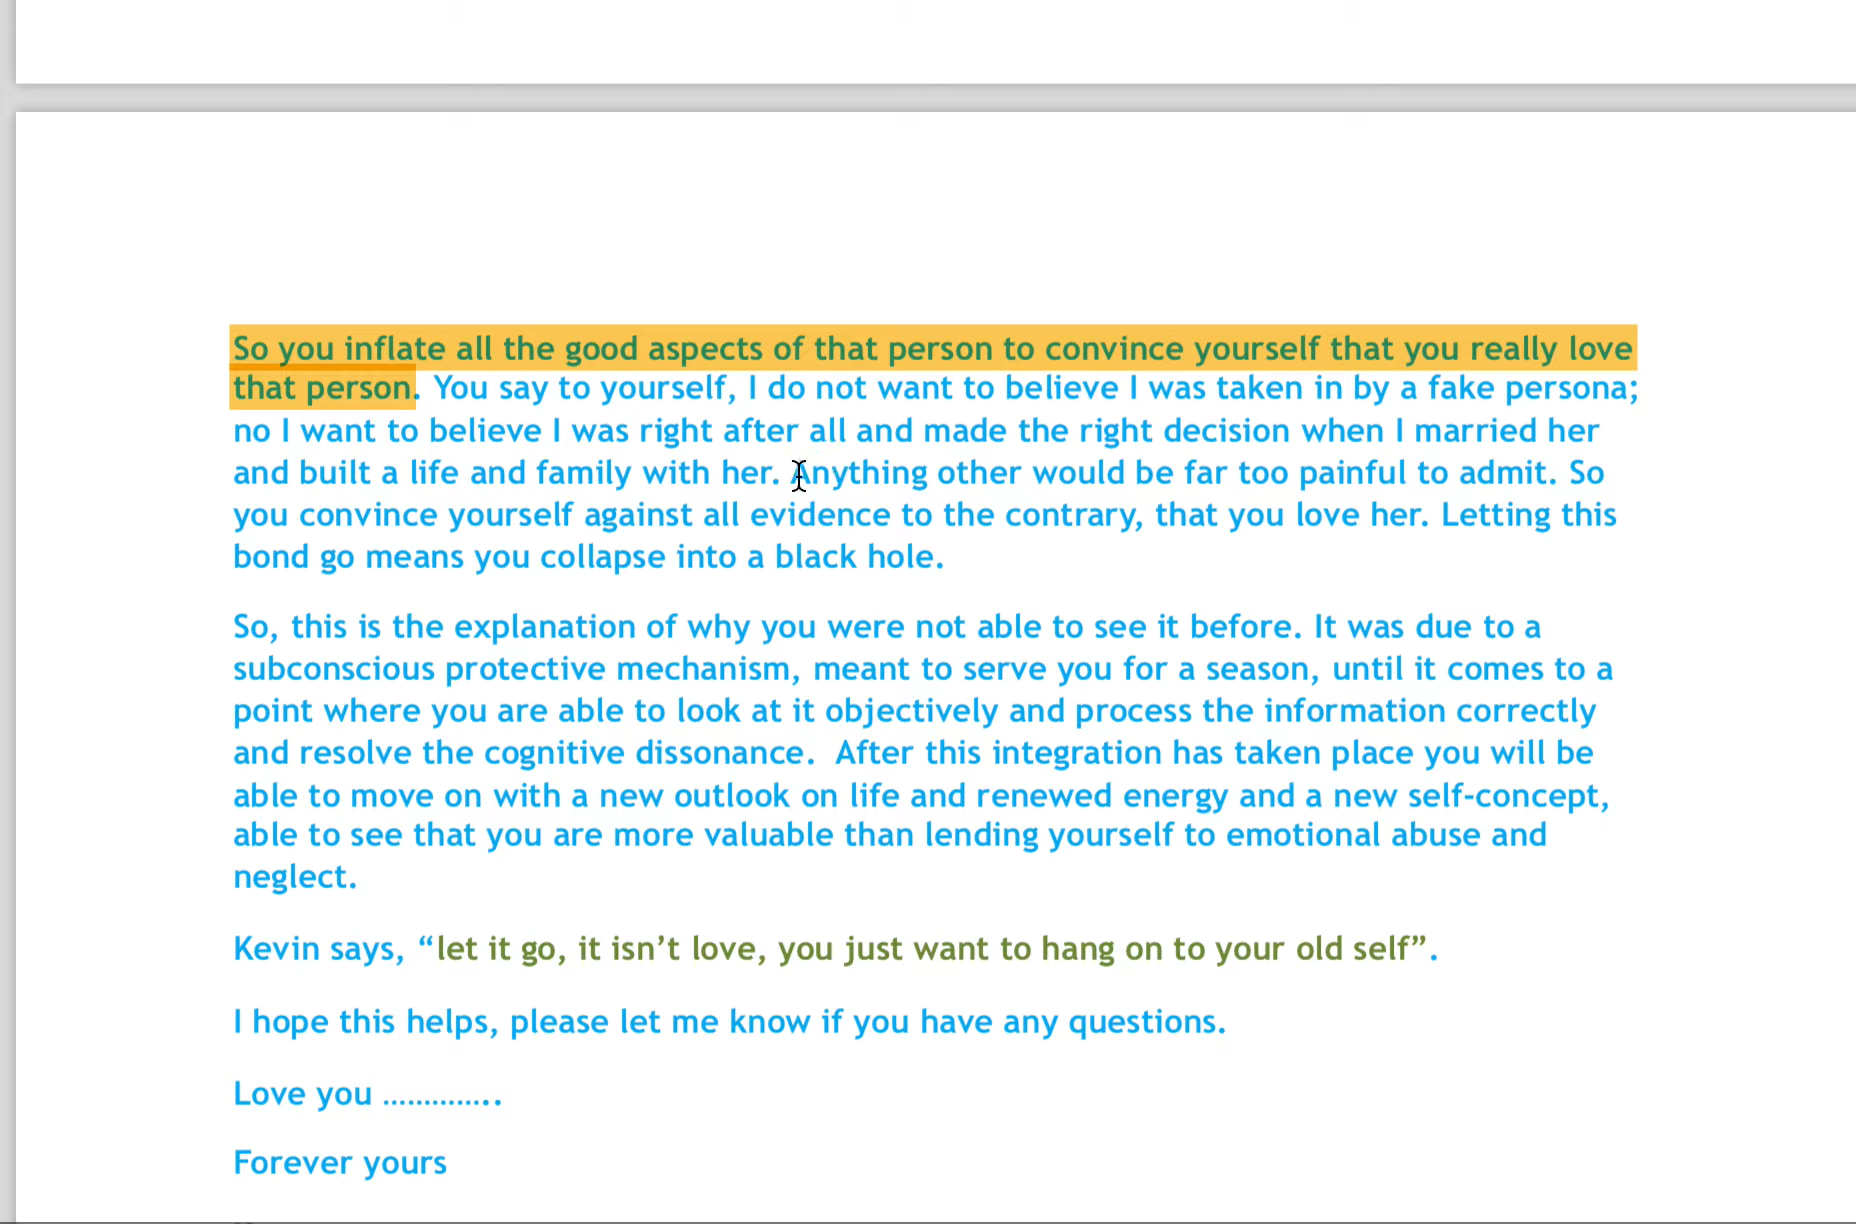 So you inflate all the good aspects of that person to convince yourself that you really love
that person. You say to yourself, I do not want to believe I was taken in by a fake persona;
no I want to believe I was right after all and made the right decision when I married her
and built a life and family with her. Anything other would be far too painful to admit. So
you convince yourself against all evidence to the contrary, that you love her. Letting this
bond go means you collapse into a black hole.
So, this is the explanation of why you were not able to see it before. It was due to a
subconscious protective mechanism, meant to serve you for a season, until it comes to a
point where you are able to look at it objectively and process the information correctly
and resolve the cognitive dissonance.  After this integration has taken place you will be
able to move on with a new outlook on life and renewed energy and a new self-concept,
able to see that you are more valuable than lending yourself to emotional abuse and
neglect.
Kevin says, “let it go, it isn’t love, you just want to hang on to your old self”.
I hope this helps, please let me know if you have any questions.
Love you …………..
Forever yours